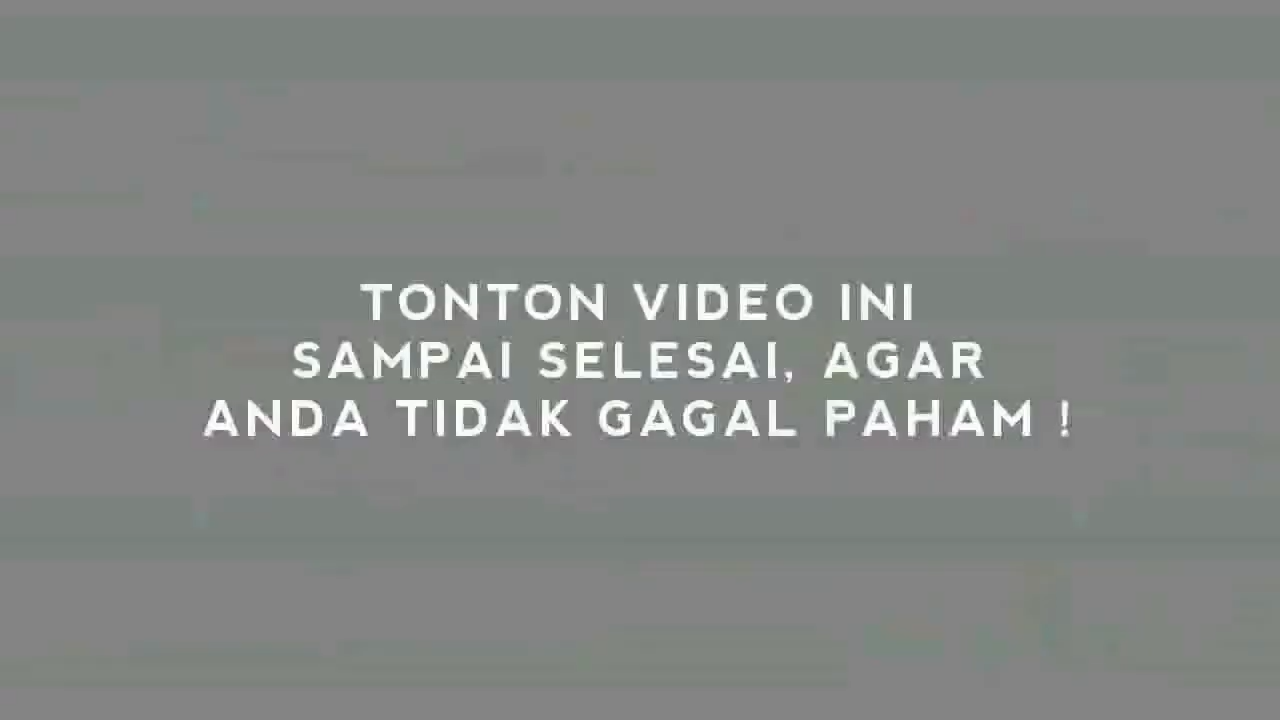 TONTON VIDEO INI
SAMPAI SELESAI, AGAR
ANDA TIDAK GAGAL PAHAM !